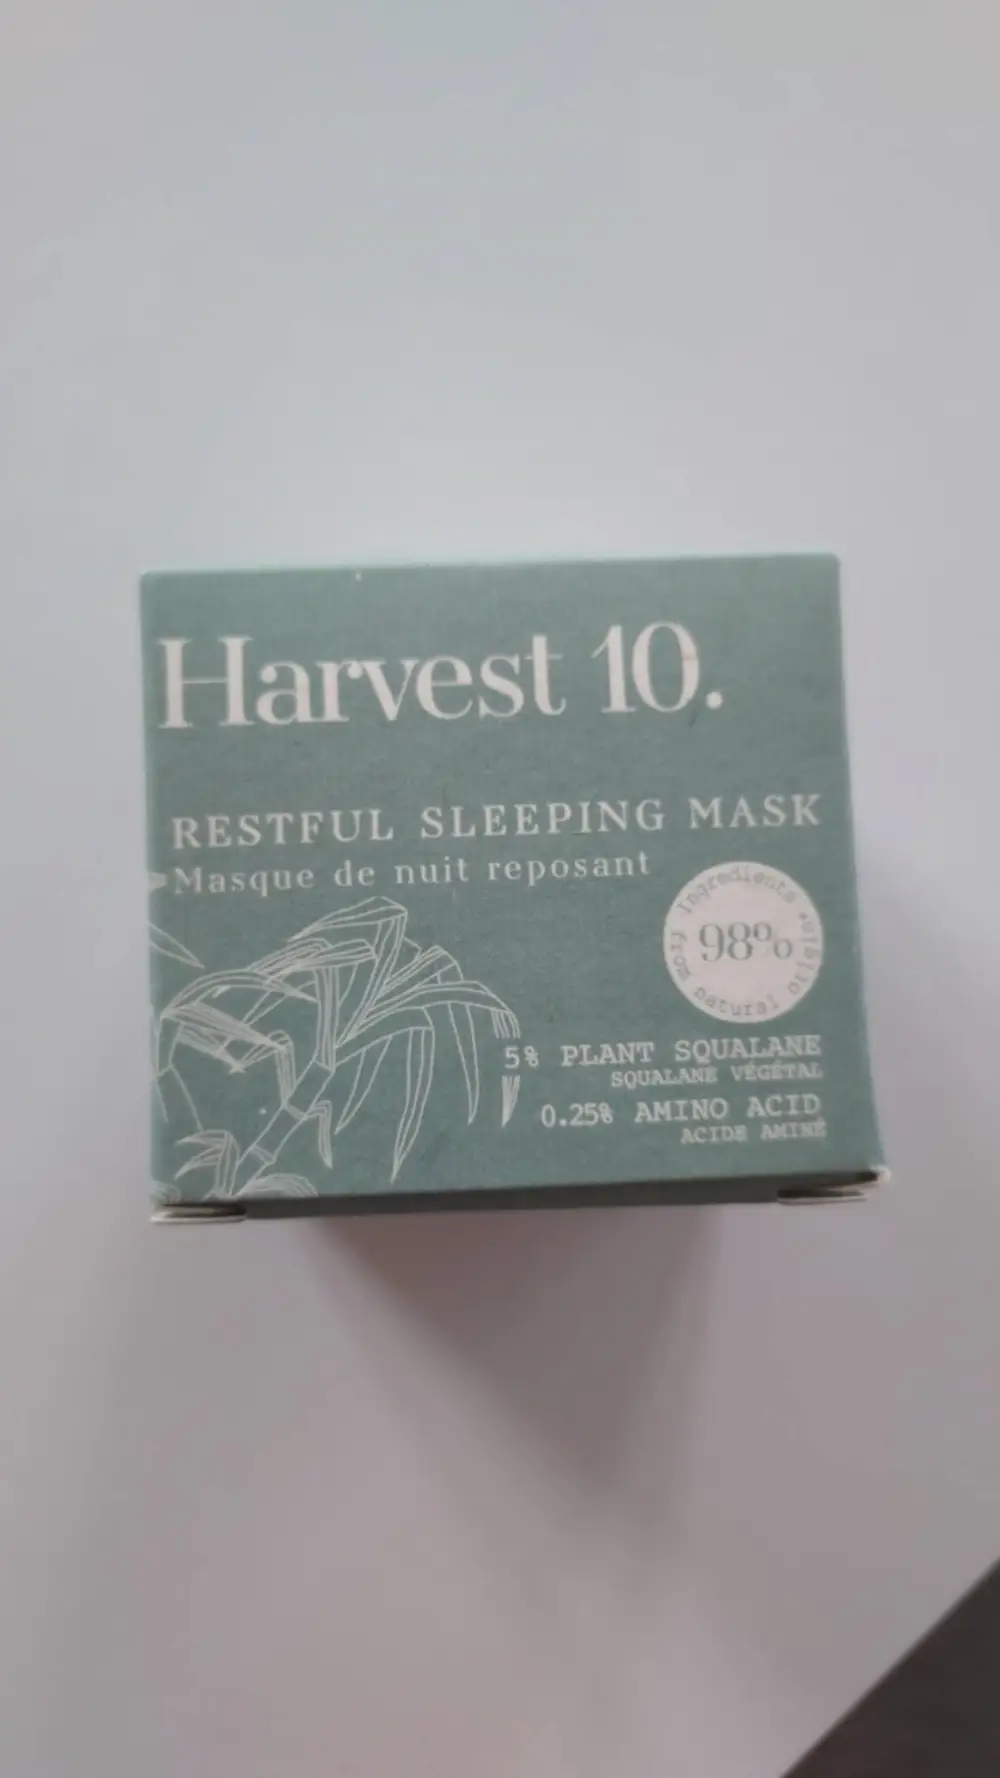 Harvest 10.
RESTFUL SLEEPING MASK
Masque de nuit reposant
Ingredients from natural origin*
98%
5% PLANT SQUALANE
SQUALANE VÉGÉTAL
0.25% AMINO ACID
ACIDE AMINÉ